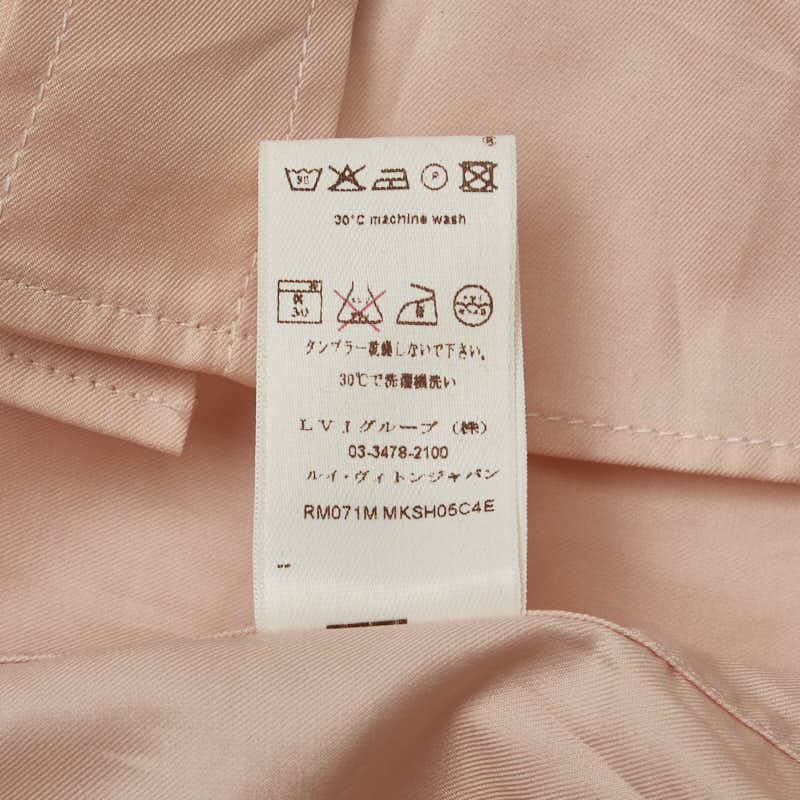 ®
30
P
30°C machine wash
30
タンブラー乾燥しないで下さい。
30℃で洗濯機洗い
LVJグループ (株)
03-3478-2100
ルイ・ヴィトンジャパン
RM071M MKSH05C4E